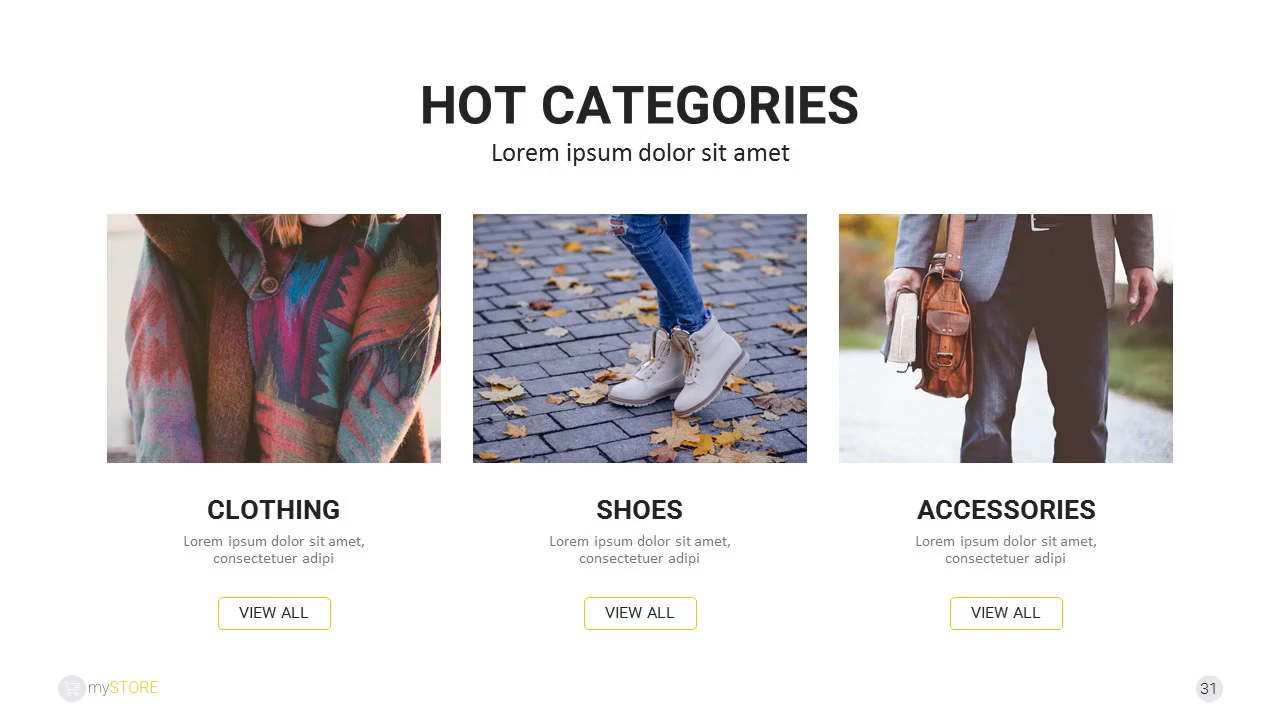 HOT CATEGORIES
Lorem ipsum dolor sit amet
CLOTHING
Lorem ipsum dolor sit amet,
consectetuer adipi
VIEW ALL
SHOES
Lorem ipsum dolor sit amet,
consectetuer adipi
VIEW ALL
ACCESSORIES
Lorem ipsum dolor sit amet,
consectetuer adipi
VIEW ALL
mySTORE
31